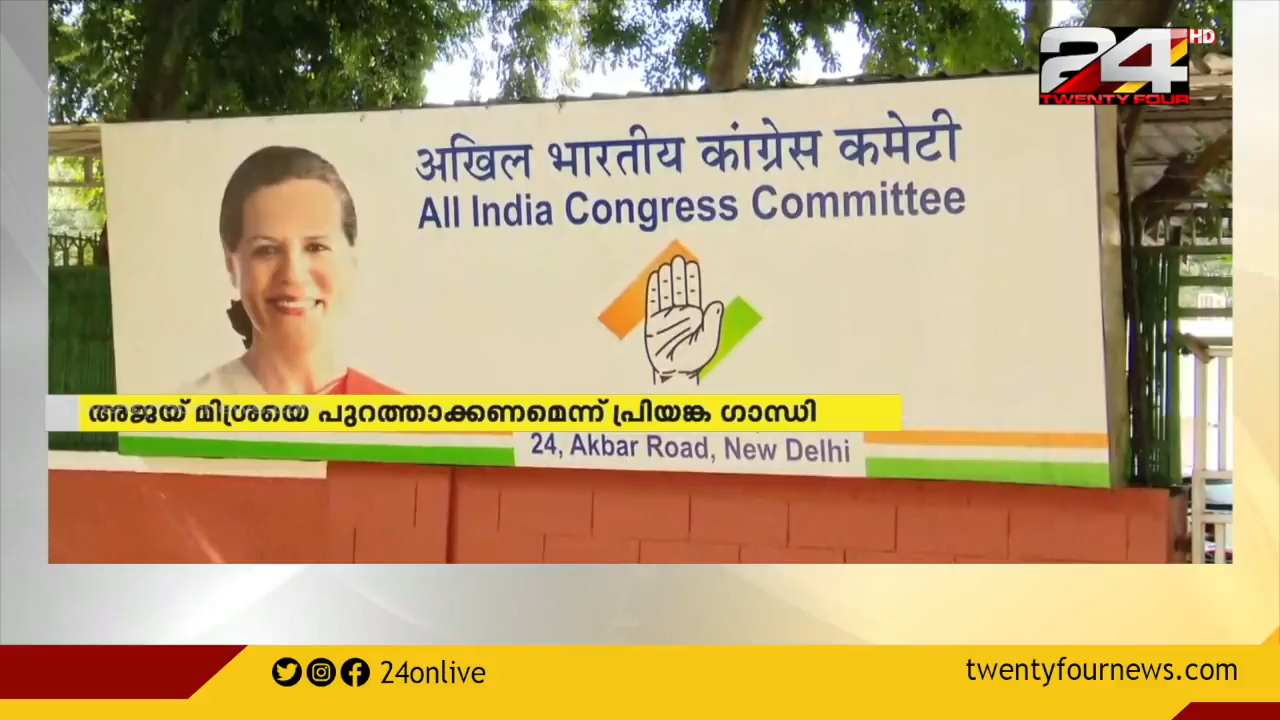 24 HD
TWENTY FOUR
अखिल भारतीय कांग्रेस कमेटी
All India Congress Committee
അജയ് മിശ്രയെ പുറത്താക്കണമെന്ന് പ്രിയങ്ക ഗാന്ധി
24, Akbar Road, New Delhi
24onlive
twentyfournews.com